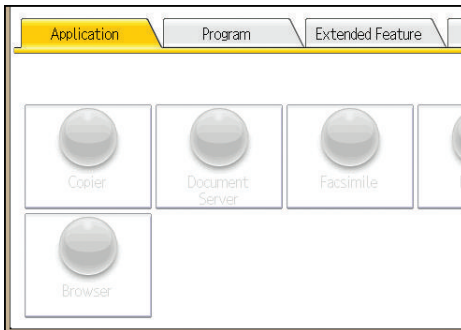 Application
Program
Extended Feature
Copier
Document
Server
Facsimile
Browser